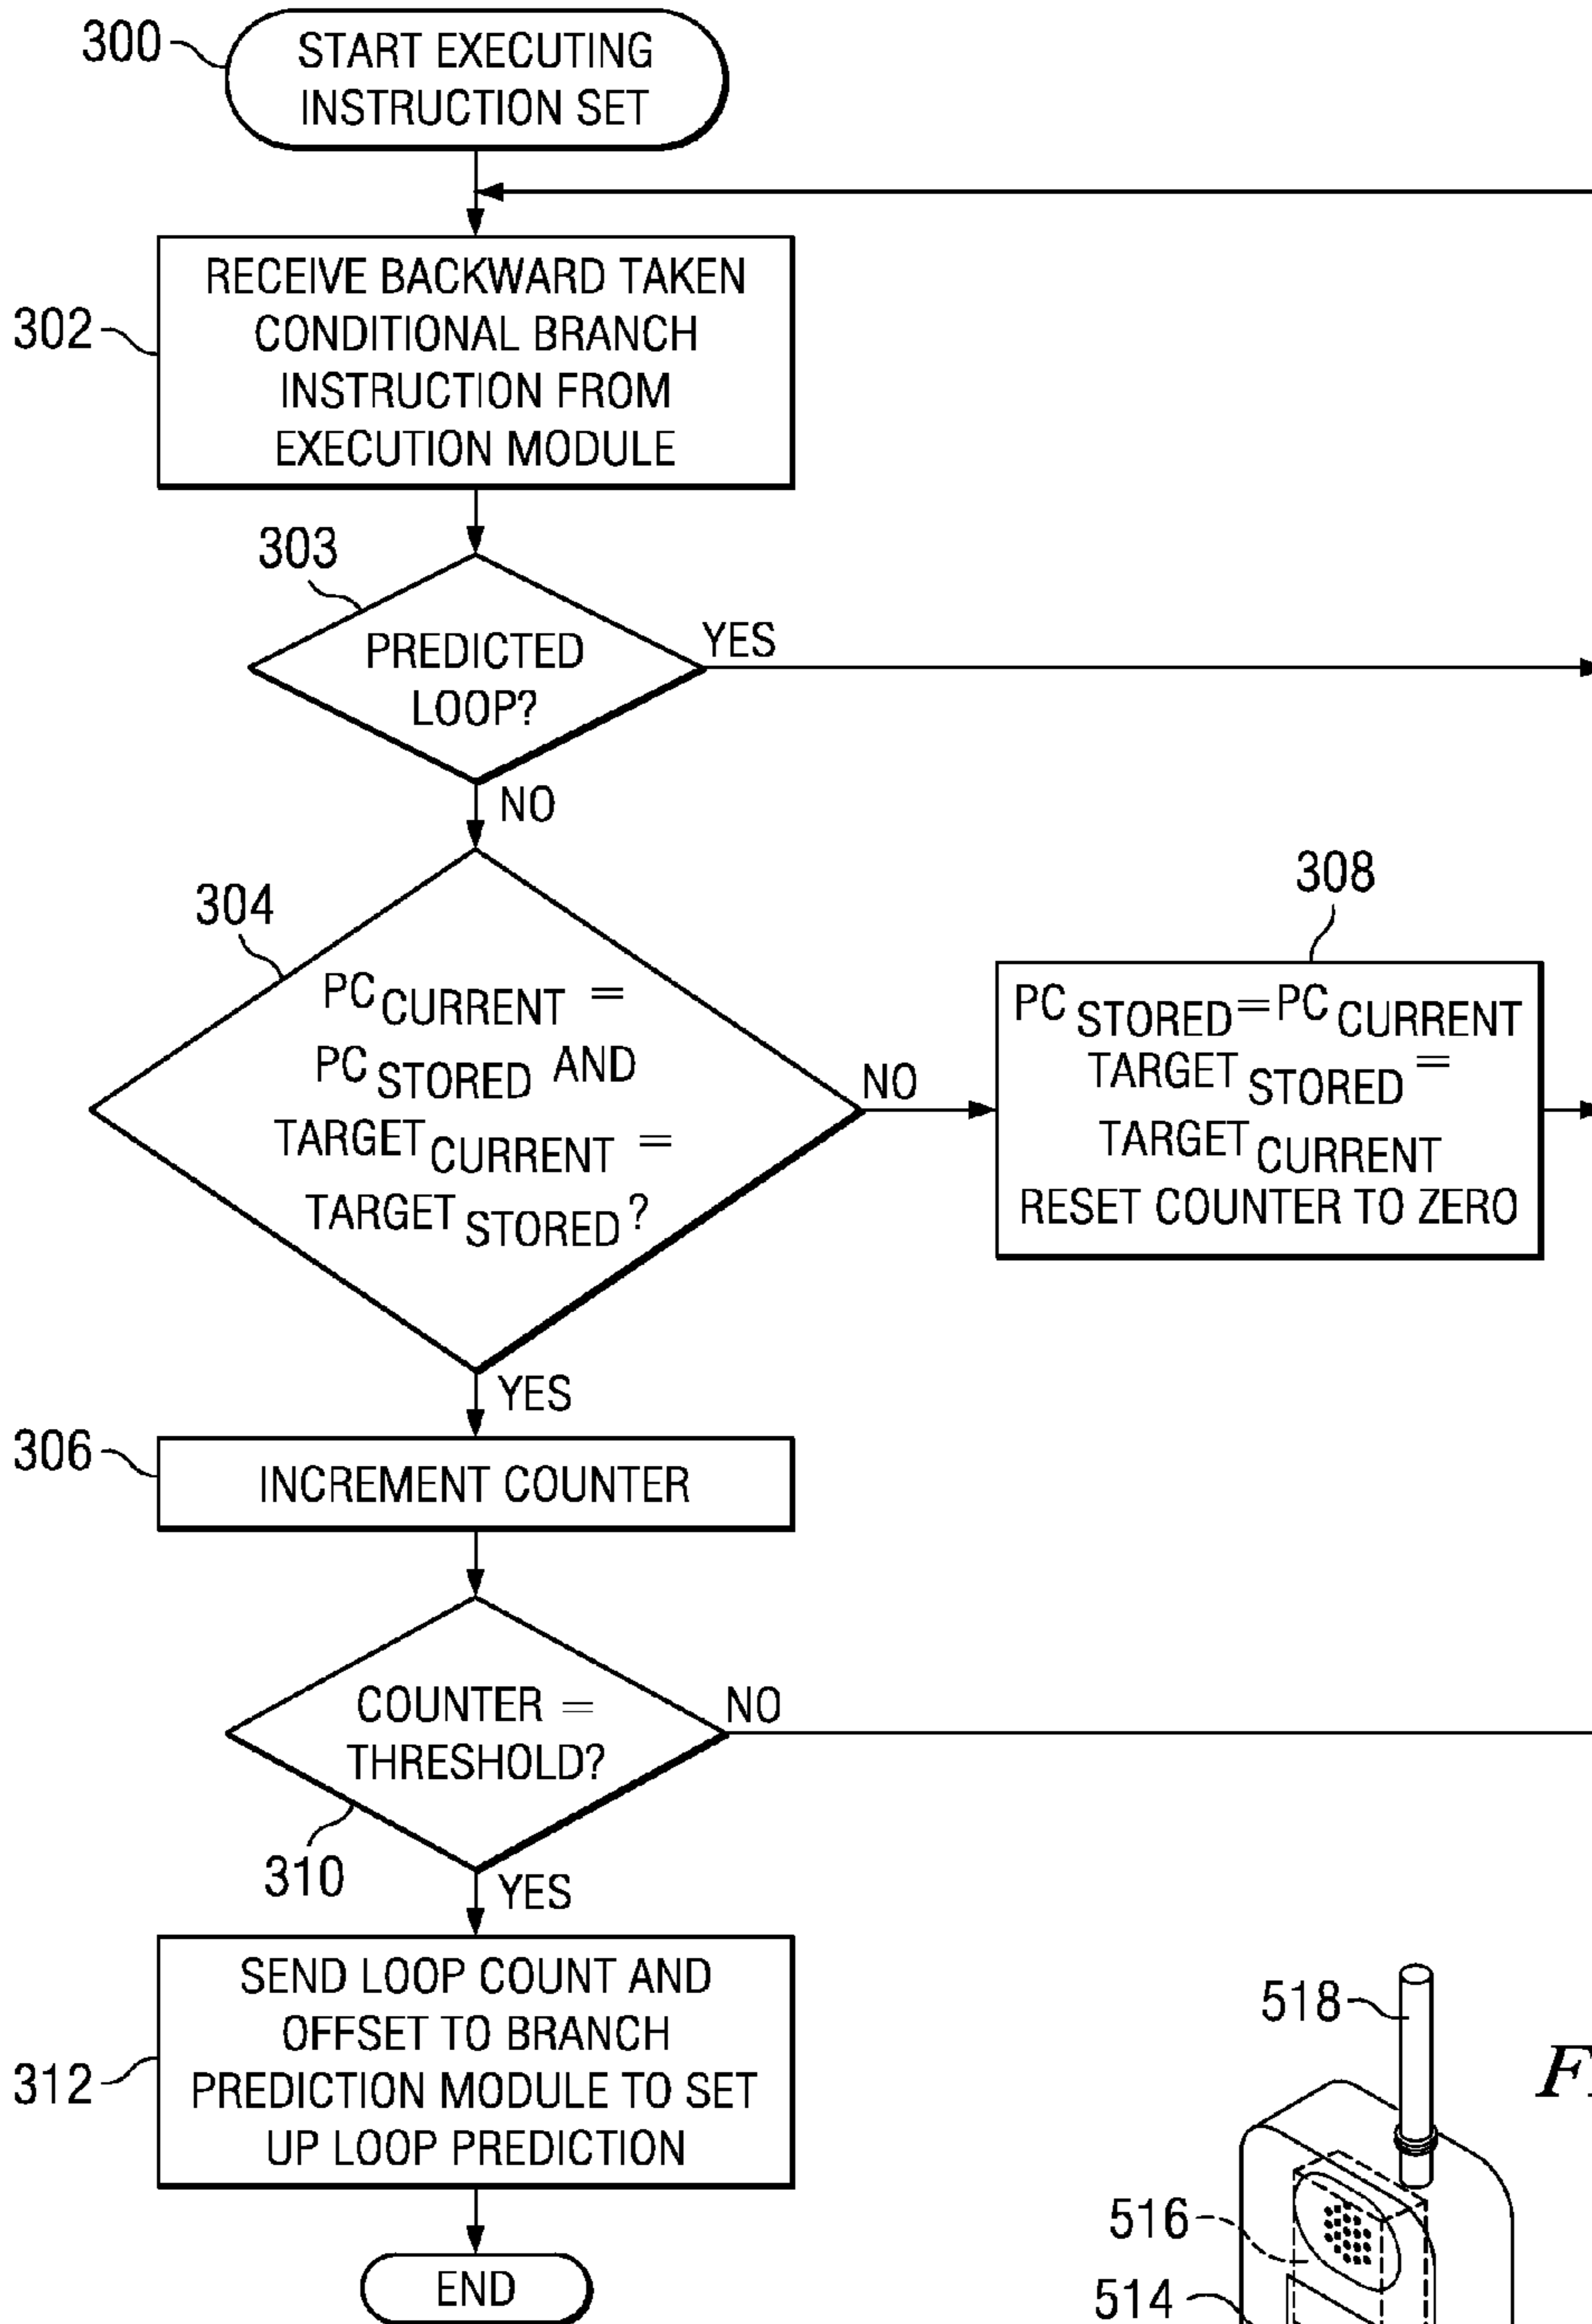 300
START EXECUTING
INSTRUCTION SET
302
RECEIVE BACKWARD TAKEN
CONDITIONAL BRANCH
INSTRUCTION FROM
EXECUTION MODULE
303
PREDICTED
LOOP?
YES
NO
304
PC CURRENT =
PC STORED AND
TARGET CURRENT =
TARGET STORED ?
NO
308
PC STORED = PC CURRENT
TARGET STORED =
TARGET CURRENT
RESET COUNTER TO ZERO
YES
306
INCREMENT COUNTER
COUNTER =
THRESHOLD?
NO
310
YES
312
SEND LOOP COUNT AND
OFFSET TO BRANCH
PREDICTION MODULE TO SET
UP LOOP PREDICTION
END
518
516
514